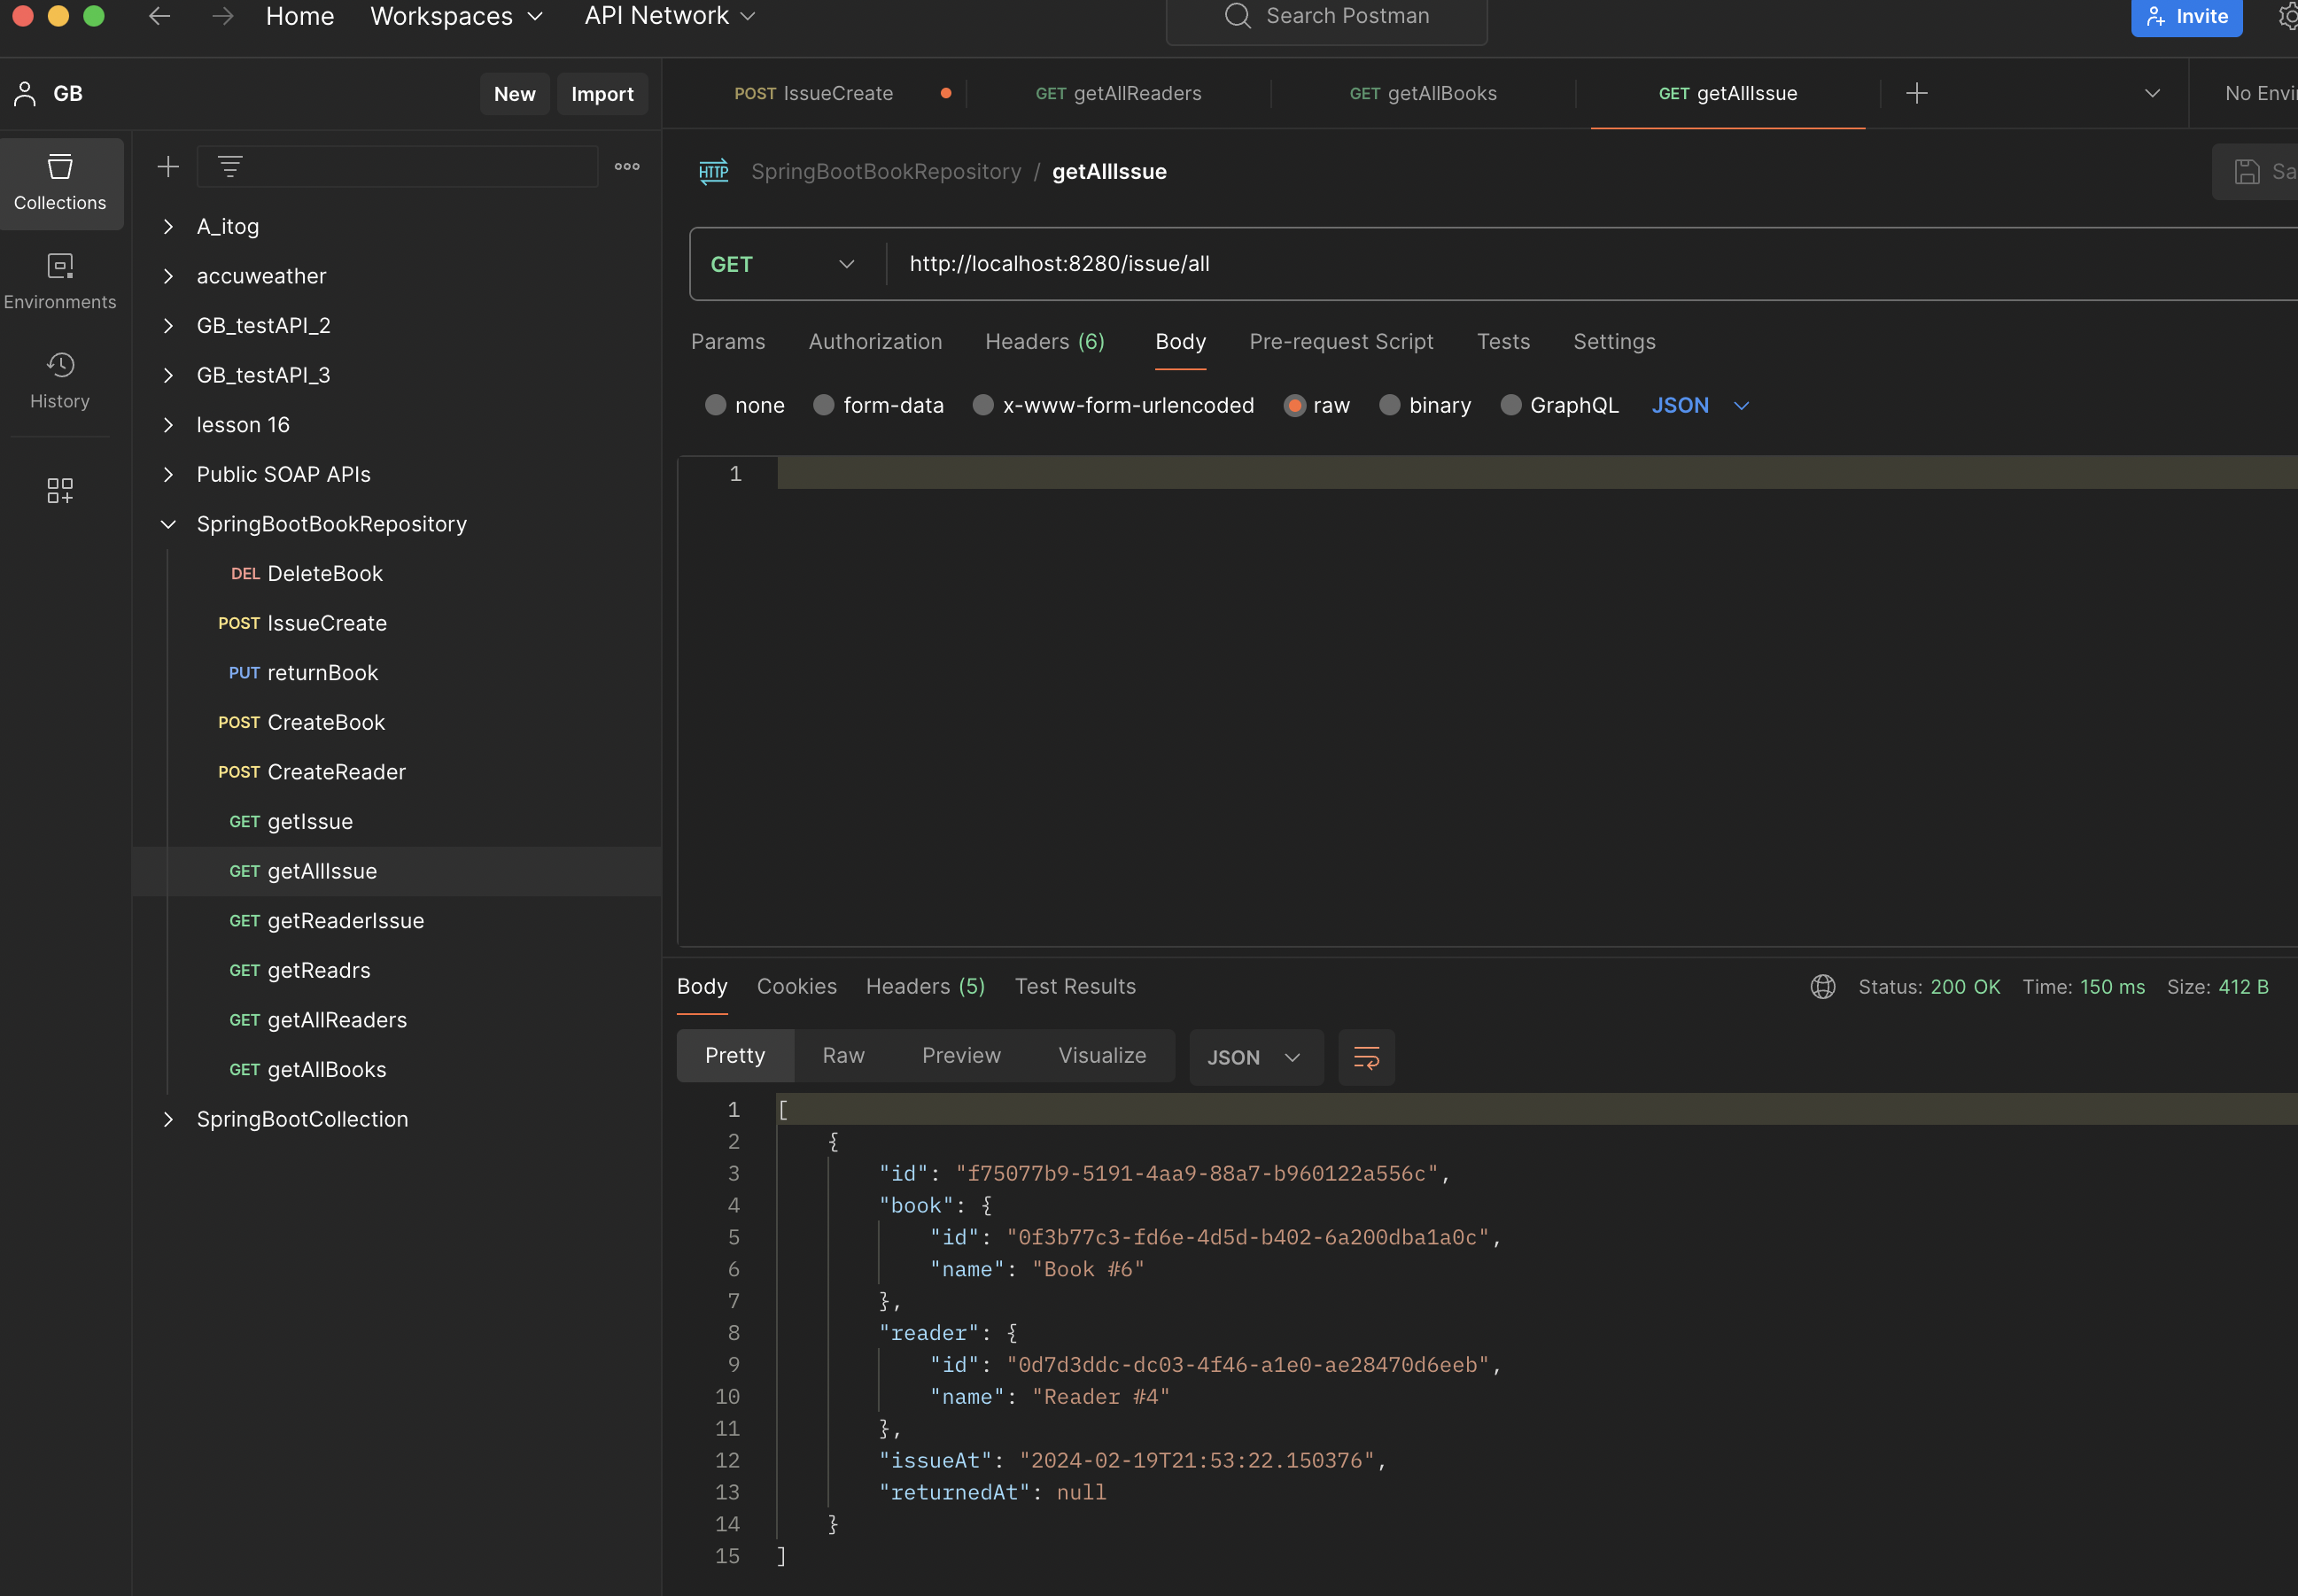 Home Workspaces API Network Search Postman Invite
GB New Import
POST IssueCreate GET getAllReaders GET getAllBooks GET getAllIssue No Envi
Collections
Environments
History
A_itog
accuweather
GB_testAPI_2
GB_testAPI_3
lesson 16
Public SOAP APIs
SpringBootBookRepository
DEL DeleteBook
POST IssueCreate
PUT returnBook
POST CreateBook
POST CreateReader
GET getIssue
GET getAllIssue
GET getReaderIssue
GET getReadrs
GET getAllReaders
GET getAllBooks
SpringBootCollection
HTTP SpringBootBookRepository / getAllIssue Sa
GET http://localhost:8280/issue/all
Params Authorization Headers (6) Body Pre-request Script Tests Settings
none form-data x-www-form-urlencoded raw binary GraphQL JSON
1
Body Cookies Headers (5) Test Results Status: 200 OK Time: 150 ms Size: 412 B
Pretty Raw Preview Visualize JSON
1 [
2 {
3 "id": "f75077b9-5191-4aa9-88a7-b960122a556c",
4 "book": {
5 "id": "0f3b77c3-fd6e-4d5d-b402-6a200dba1a0c",
6 "name": "Book #6"
7 },
8 "reader": {
9 "id": "0d7d3ddc-dc03-4f46-a1e0-ae28470d6eeb",
10 "name": "Reader #4"
11 },
12 "issueAt": "2024-02-19T21:53:22.150376",
13 "returnedAt": null
14 }
15 ]